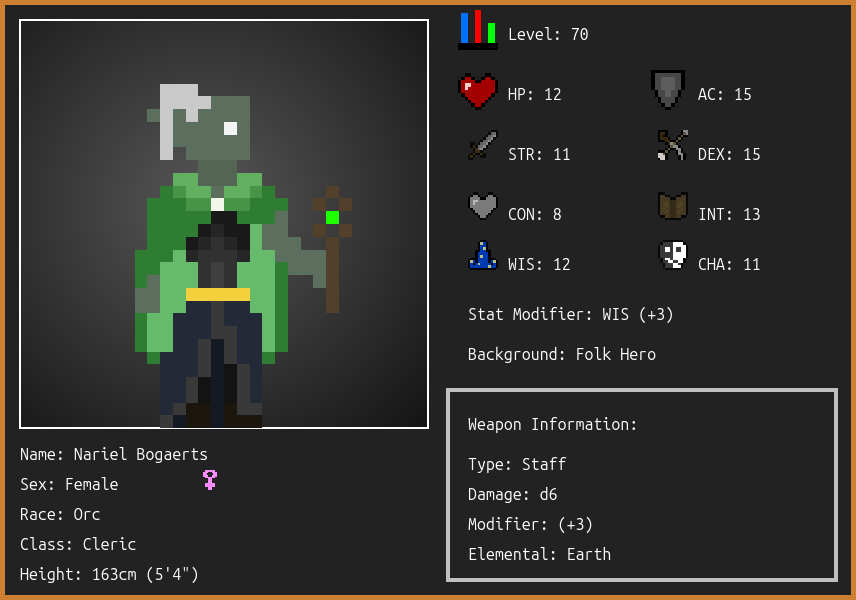 Level: 70
HP: 12
AC: 15
STR: 11
DEX: 15
CON: 8
INT: 13
WIS: 12
CHA: 11
Stat Modifier: WIS (+3)
Background: Folk Hero
Weapon Information:
Type: Staff
Damage: d6
Modifier: (+3)
Elemental: Earth
Name: Nariel Bogaerts
Sex: Female
Race: Orc
Class: Cleric
Height: 163cm (5'4")